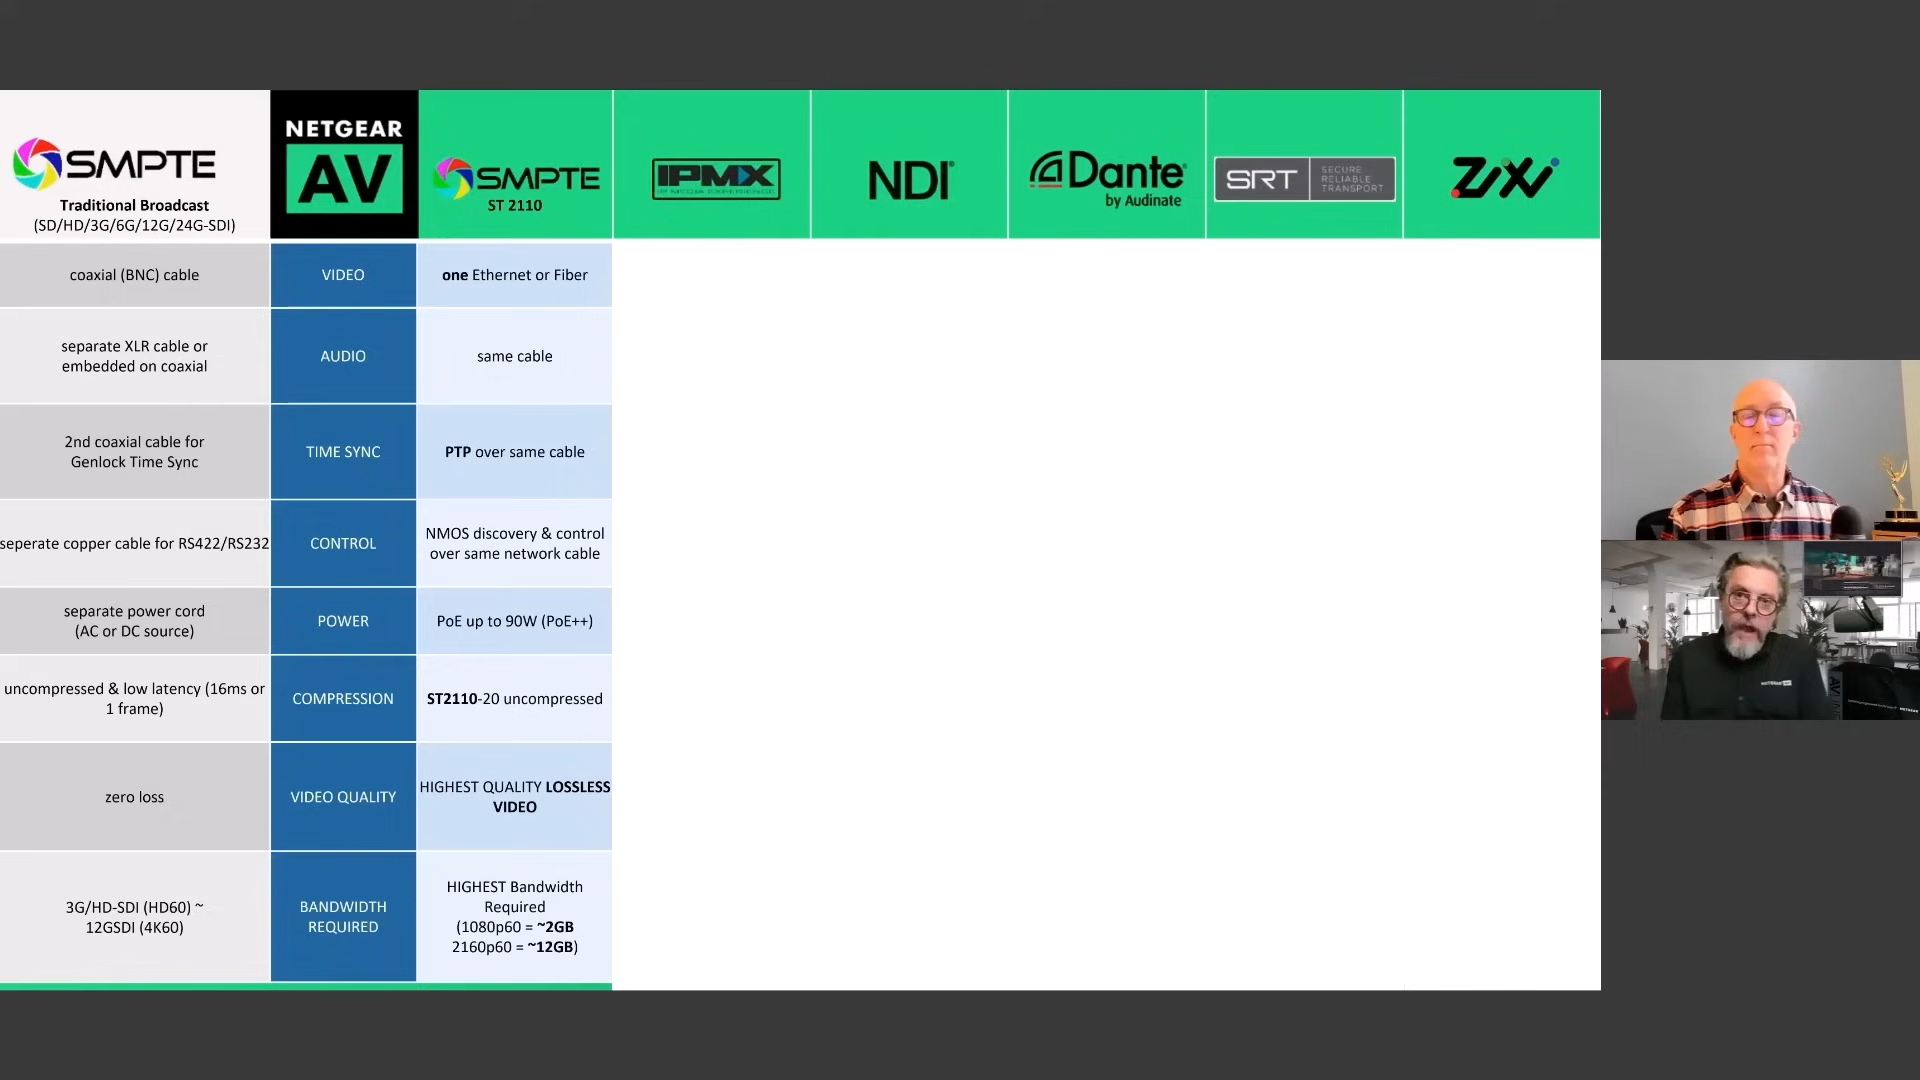 SMPTE
Traditional Broadcast
(SD/HD/3G/6G/12G/24G-SDI)
NETGEAR
AV
SMPTE
ST 2110
IPMX
NDI
Dante
by Audinate
SRT
SECURE
RELIABLE
TRANSPORT
ZiXi
coaxial (BNC) cable
VIDEO
one Ethernet or Fiber
separate XLR cable or
embedded on coaxial
AUDIO
same cable
2nd coaxial cable for
Genlock Time Sync
TIME SYNC
PTP over same cable
seperate copper cable for RS422/RS232
CONTROL
NMOS discovery & control
over same network cable
separate power cord
(AC or DC source)
POWER
PoE up to 90W (PoE++)
uncompressed & low latency (16ms or
1 frame)
COMPRESSION
ST2110-20 uncompressed
zero loss
VIDEO QUALITY
HIGHEST QUALITY LOSSLESS
VIDEO
3G/HD-SDI (HD60) ~
12GSDI (4K60)
BANDWIDTH
REQUIRED
HIGHEST Bandwidth
Required
(1080p60 = ~2GB
2160p60 = ~12GB)